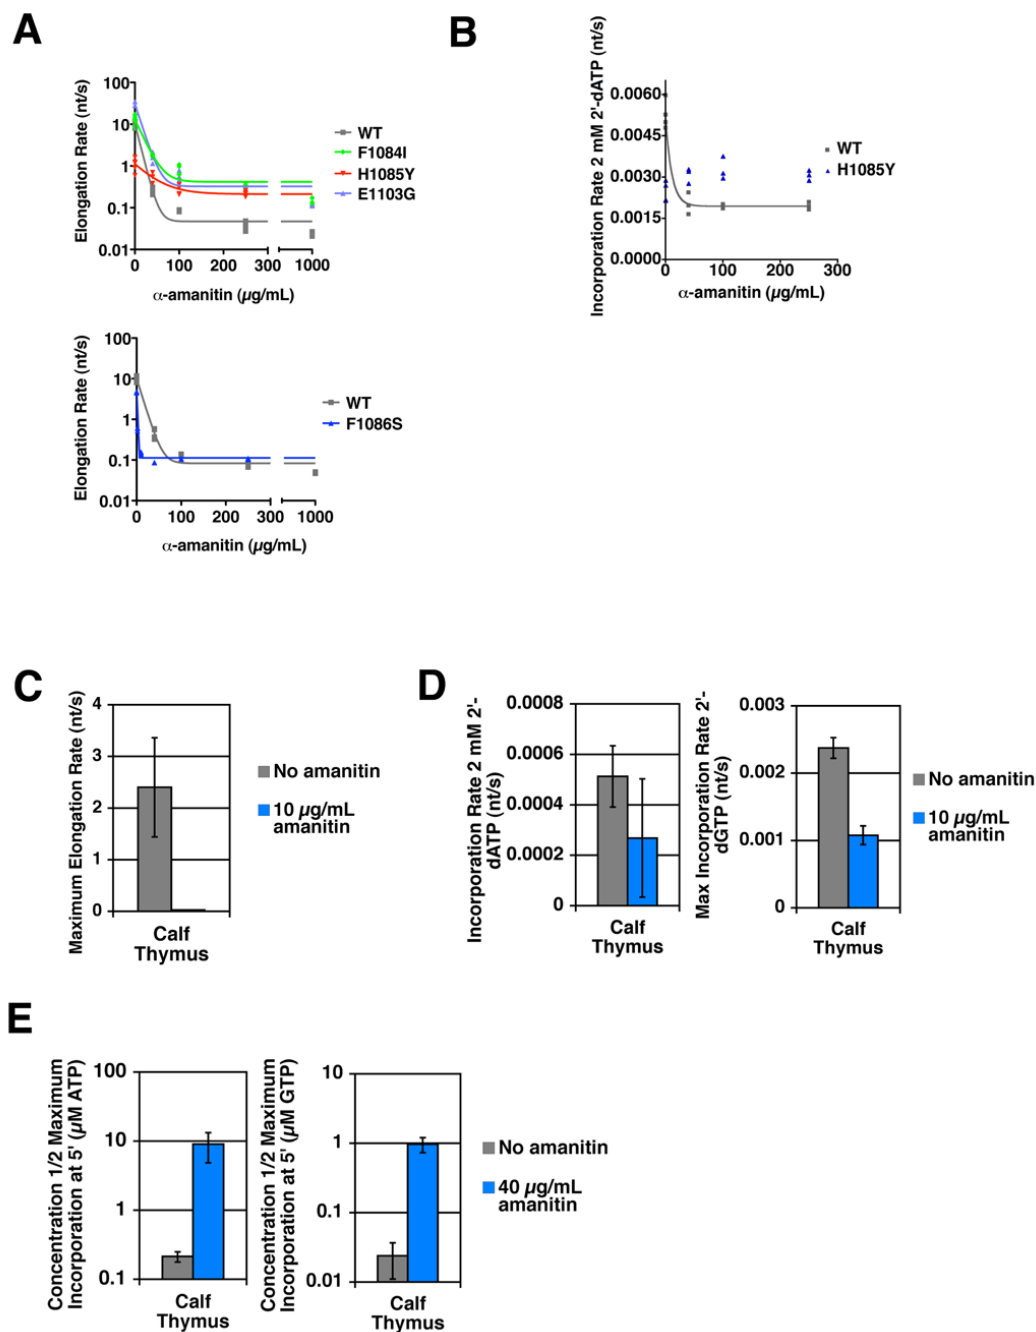 A
Elongation Rate (nt/s)
100
10
1
0.1
0.01
0
100
200
300
1000
α-amanitin (µg/mL)
WT
F1084I
H1085Y
E1103G
B
Incorporation Rate 2 mM 2'-dATP (nt/s)
0.0060
0.0045
0.0030
0.0015
0.0000
0
100
200
300
α-amanitin (µg/mL)
WT
H1085Y
Elongation Rate (nt/s)
100
10
1
0.1
0.01
0
100
200
300
1000
α-amanitin (µg/mL)
WT
F1086S
C
Maximum Elongation Rate (nt/s)
4
3
2
1
0
Calf
Thymus
No amanitin
10 µg/mL
amanitin
D
Incorporation Rate 2 mM 2'-
dATP (nt/s)
0.0008
0.0006
0.0004
0.0002
0
Calf
Thymus
Max Incorporation Rate 2'-
dGTP (nt/s)
0.003
0.002
0.001
0
Calf
Thymus
No amanitin
10 µg/mL
amanitin
E
Concentration 1/2 Maximum
Incorporation at 5' (µM ATP)
100
10
1
0.1
Calf
Thymus
Concentration 1/2 Maximum
Incorporation at 5' (µM GTP)
10
1
0.1
0.01
Calf
Thymus
No amanitin
40 µg/mL
amanitin